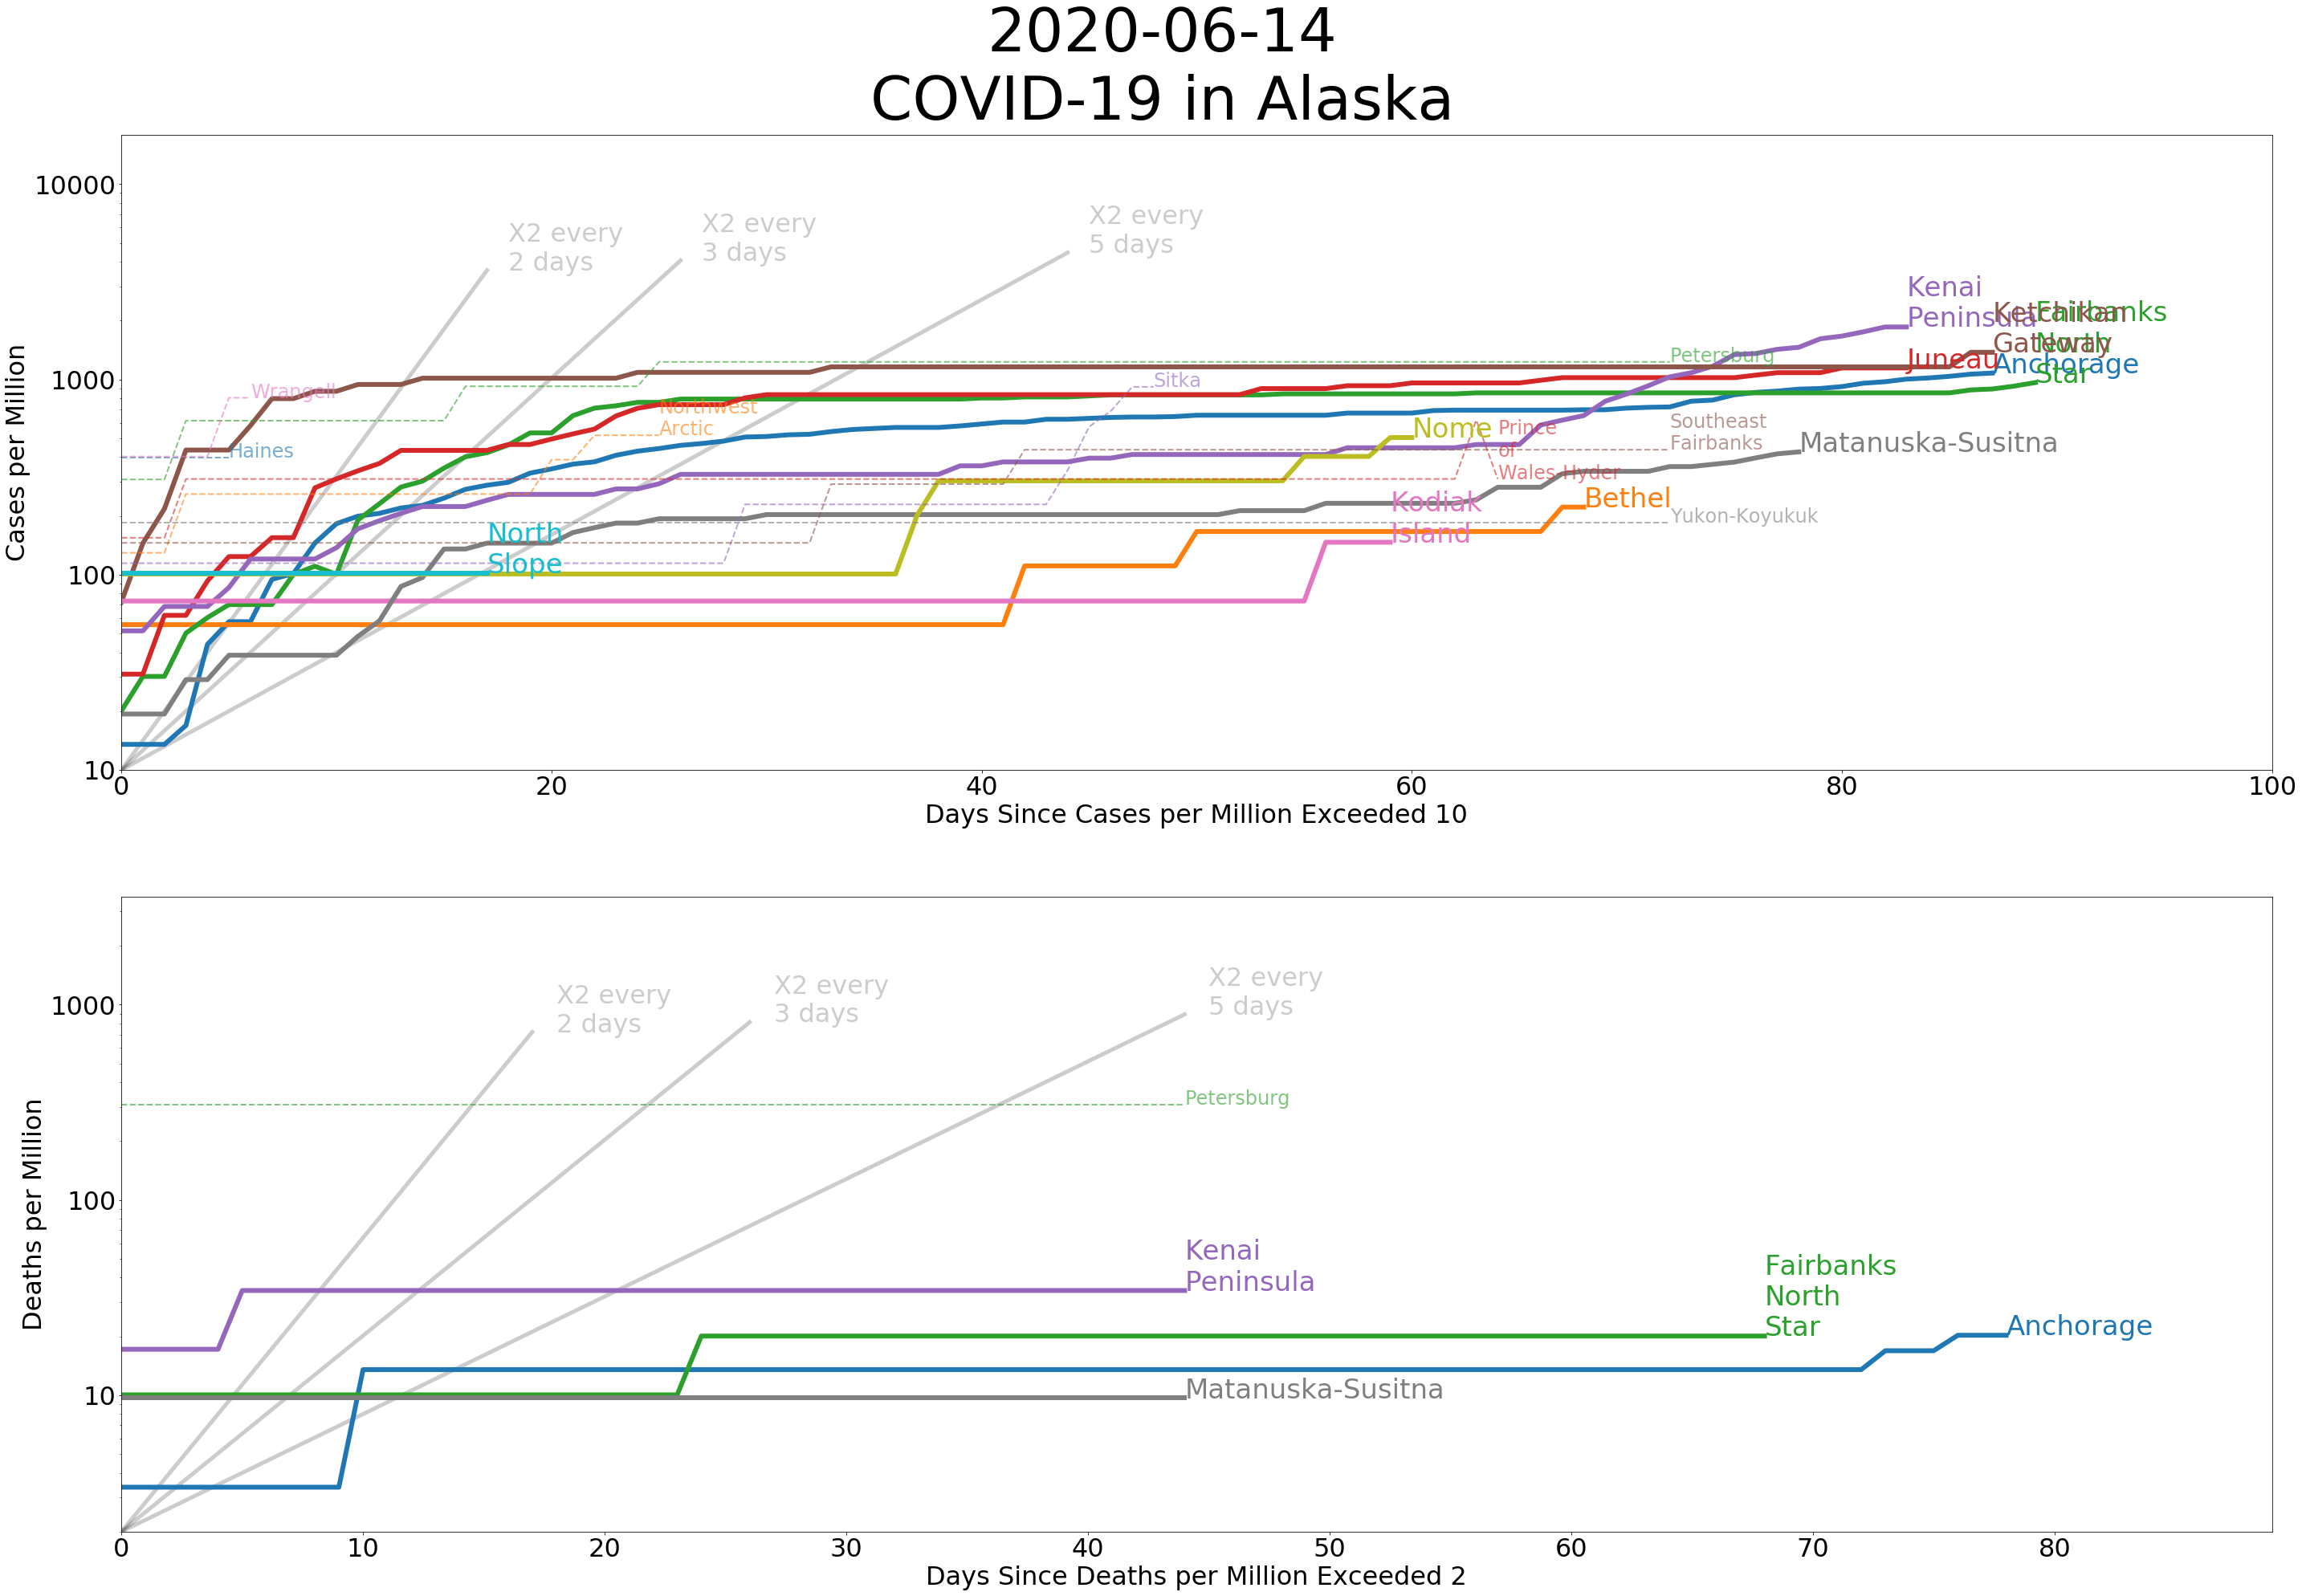 2020-06-14
COVID-19 in Alaska
10000
1000
100
10
Cases per Million
X2 every
2 days
X2 every
3 days
X2 every
5 days
Kenai
Peninsula
Ketchikan
Gateway
Fairbanks
North
Star
Juneau
Anchorage
Petersburg
Sitka
Wrangell
Northwest
Arctic
Haines
Nome
Prince
of
Wales-Hyder
Southeast
Fairbanks
Matanuska-Susitna
Kodiak
Island
Bethel
Yukon-Koyukuk
North
Slope
0
20
40
60
80
100
Days Since Cases per Million Exceeded 10
1000
100
10
Deaths per Million
X2 every
2 days
X2 every
3 days
X2 every
5 days
Petersburg
Kenai
Peninsula
Fairbanks
North
Star
Anchorage
Matanuska-Susitna
0
10
20
30
40
50
60
70
80
Days Since Deaths per Million Exceeded 2